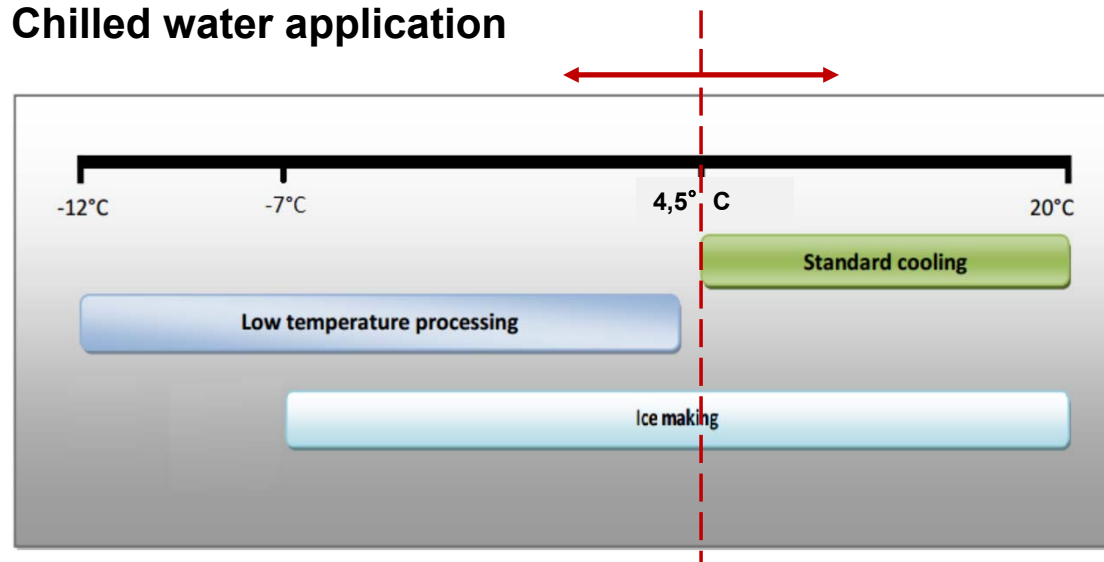 Chilled water application
-12°C
-7°C
4,5° C
20°C
Standard cooling
Low temperature processing
Ice making